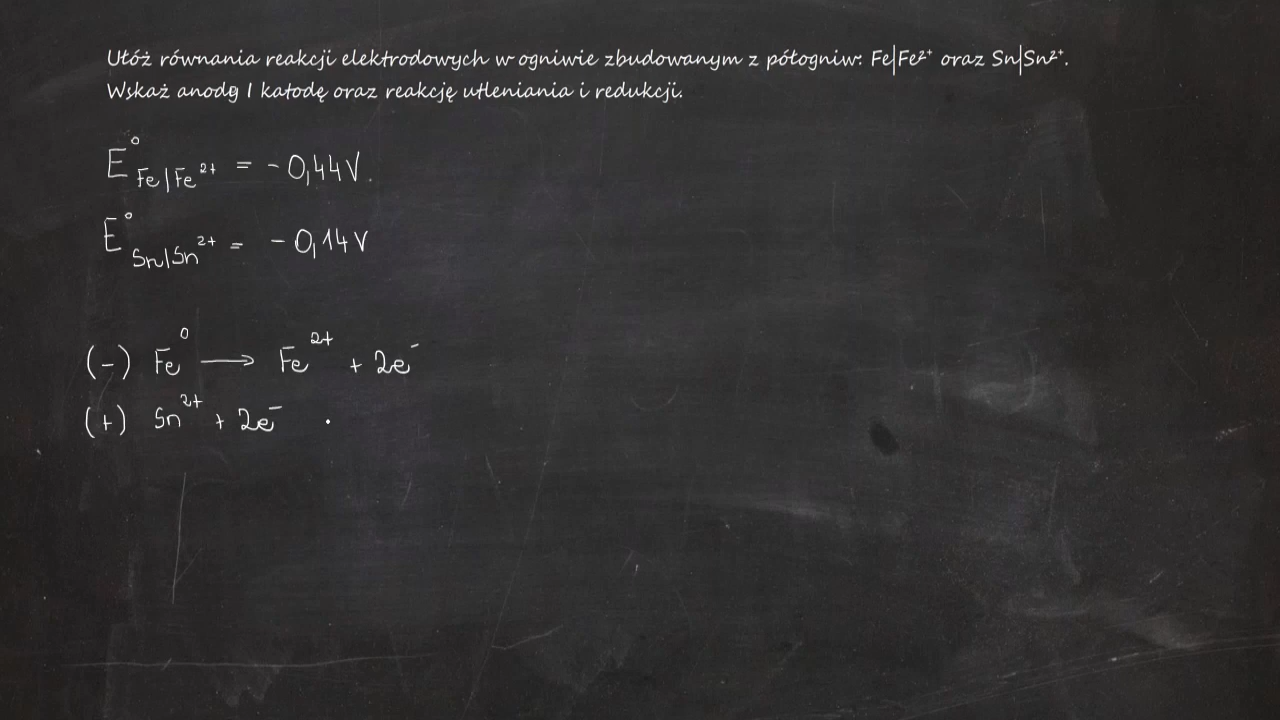 Ułóż równania reakcji elektrodowych w ogniwie zbudowanym z półogniw: Fe|Fe²⁺ oraz Sn|Sn²⁺.
Wskaż anodę I katodę oraz reakcję utleniania i redukcji.
E° Fe|Fe²⁺ = -0,44V.
E° Sn|Sn²⁺ = -0,14V
(-) Fe⁰ → Fe²⁺ + 2e⁻
(+) Sn²⁺ + 2e⁻